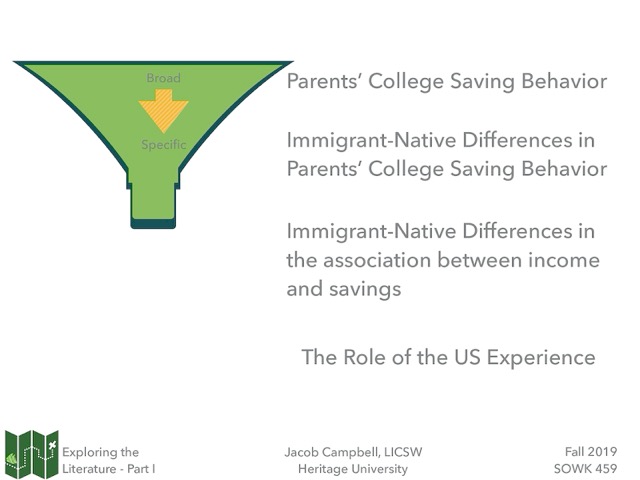 Broad
Specific
Parents’ College Saving Behavior
Immigrant-Native Differences in
Parents’ College Saving Behavior
Immigrant-Native Differences in
the association between income
and savings
The Role of the US Experience
Exploring the
Literature - Part I
Jacob Campbell, LICSW
Heritage University
Fall 2019
SOWK 459